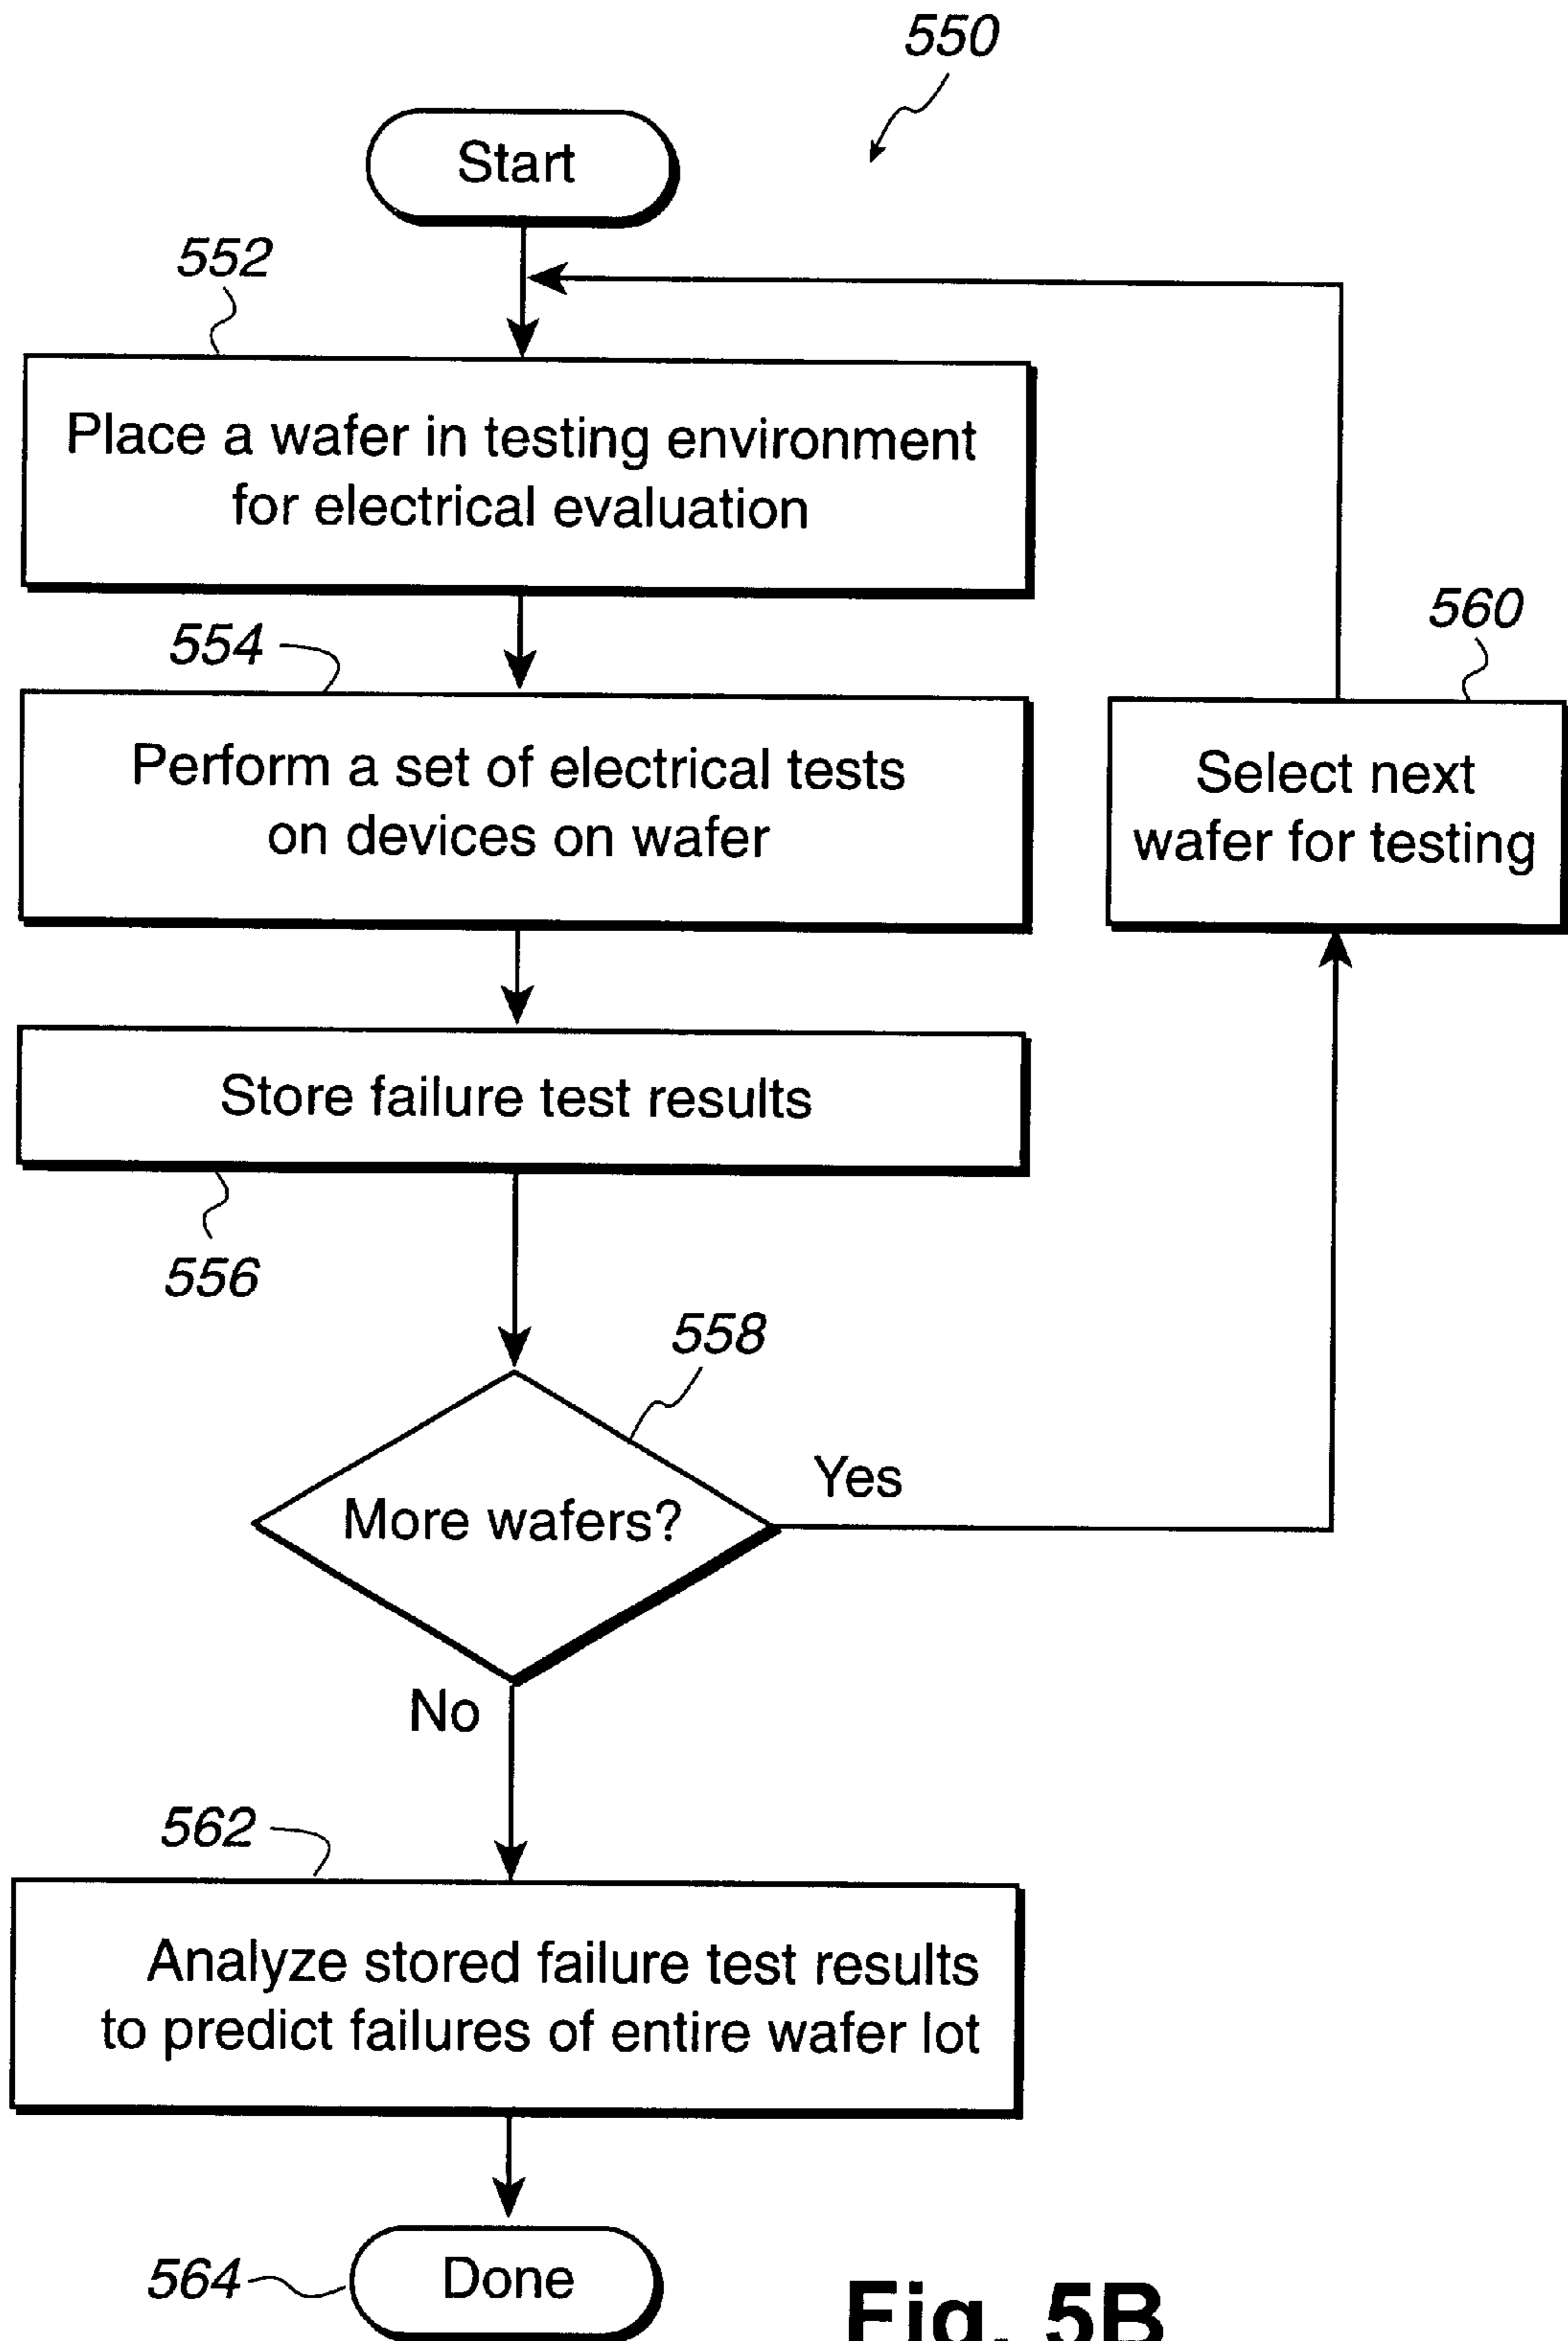 550
Start
552
Place a wafer in testing environment
for electrical evaluation
554
Perform a set of electrical tests
on devices on wafer
560
Select next
wafer for testing
Store failure test results
556
558
More wafers?
Yes
No
562
Analyze stored failure test results
to predict failures of entire wafer lot
564
Done
Fig. 5B